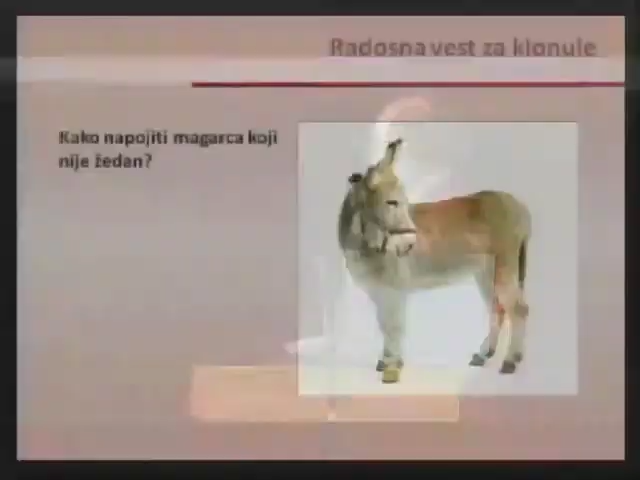 Radosna vest za klonule
Kako napojiti magarca koji
nije žedan?